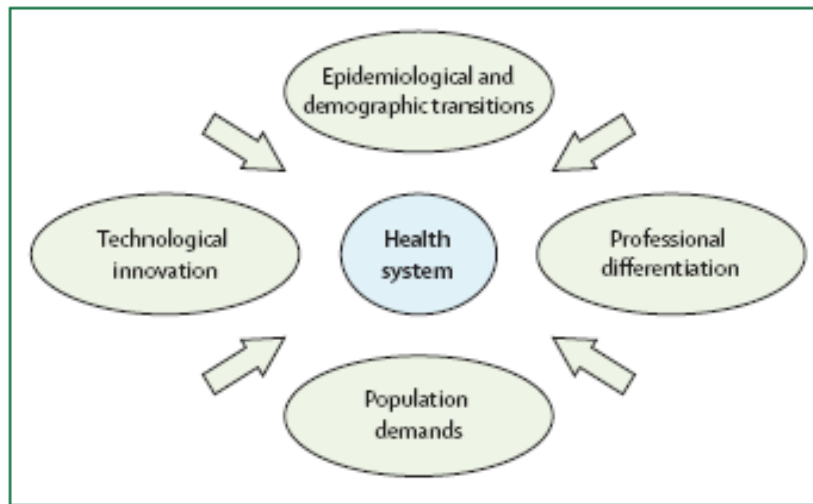 Epidemiological and
demographic transitions
Technological
innovation
Health
system
Professional
differentiation
Population
demands